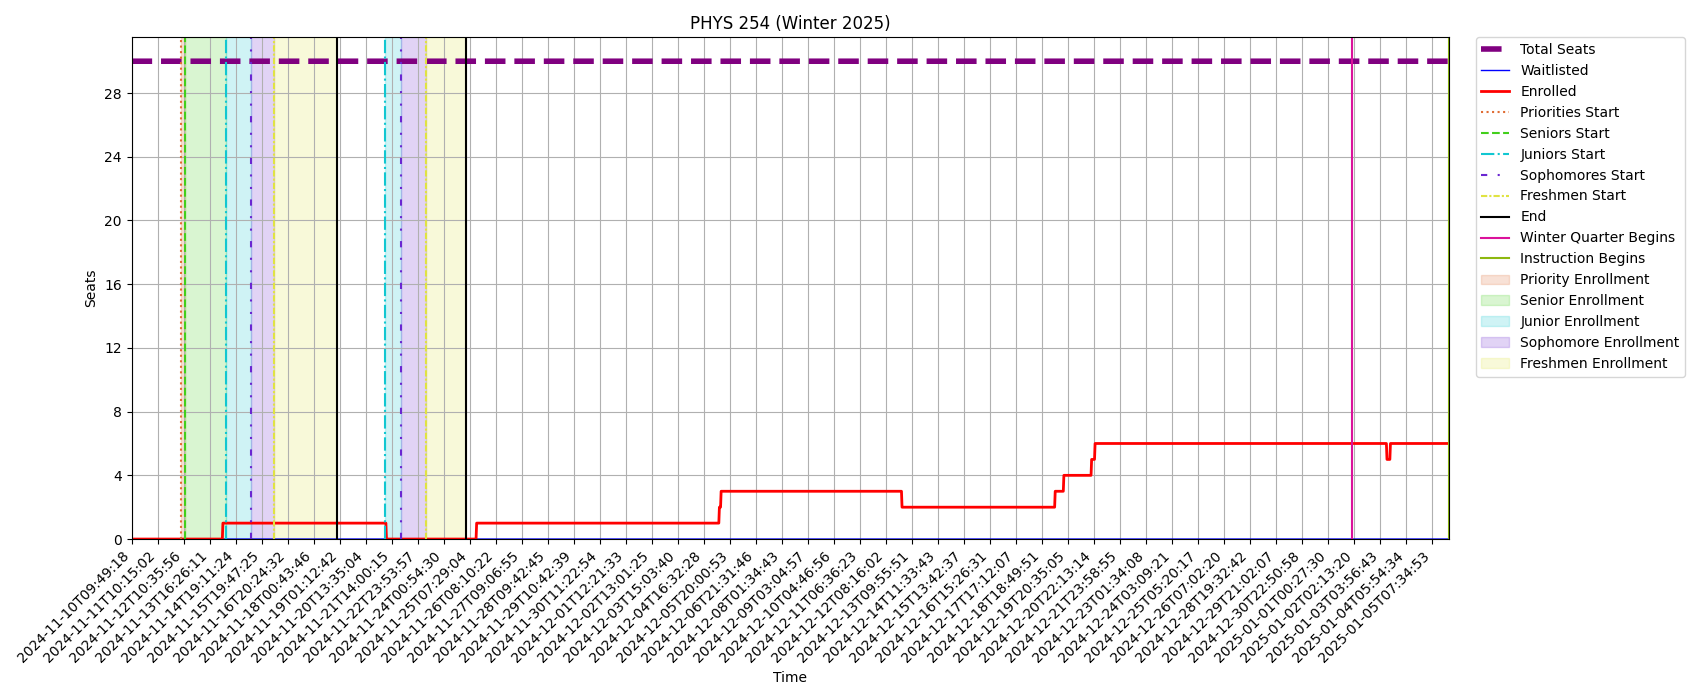 PHYS 254 (Winter 2025)
Seats
28
24
20
16
12
8
4
0
2024-11-10T09:49:18
2024-11-11T10:15:02
2024-11-12T10:35:56
2024-11-13T16:26:11
2024-11-14T19:11:24
2024-11-15T19:47:25
2024-11-16T20:24:32
2024-11-18T00:43:46
2024-11-19T01:12:42
2024-11-20T13:35:04
2024-11-21T14:00:15
2024-11-22T23:53:57
2024-11-24T00:54:30
2024-11-25T07:29:04
2024-11-26T08:10:22
2024-11-27T09:06:55
2024-11-28T09:42:45
2024-11-29T10:42:39
2024-11-30T11:22:54
2024-12-01T12:21:33
2024-12-02T13:01:25
2024-12-03T15:03:40
2024-12-04T16:32:28
2024-12-05T20:00:53
2024-12-06T21:31:46
2024-12-08T01:34:43
2024-12-09T03:04:57
2024-12-10T04:46:56
2024-12-11T06:36:23
2024-12-12T08:16:02
2024-12-13T09:55:51
2024-12-14T11:33:43
2024-12-15T13:42:37
2024-12-16T15:26:31
2024-12-17T17:12:07
2024-12-18T18:49:51
2024-12-19T20:35:05
2024-12-20T22:13:14
2024-12-21T23:58:55
2024-12-23T01:34:08
2024-12-24T03:09:21
2024-12-25T05:20:17
2024-12-26T07:02:20
2024-12-28T19:32:42
2024-12-29T21:02:07
2024-12-30T22:50:58
2025-01-01T00:27:30
2025-01-02T02:13:20
2025-01-03T03:56:43
2025-01-04T05:54:34
2025-01-05T07:34:53
Time
Total Seats
Waitlisted
Enrolled
Priorities Start
Seniors Start
Juniors Start
Sophomores Start
Freshmen Start
End
Winter Quarter Begins
Instruction Begins
Priority Enrollment
Senior Enrollment
Junior Enrollment
Sophomore Enrollment
Freshmen Enrollment